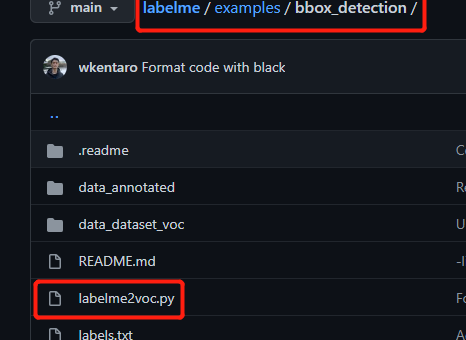 main
labelme / examples / bbox_detection /
wkentaro Format code with black
..
.readme
data_annotated
data_dataset_voc
README.md
labelme2voc.py
labels.txt